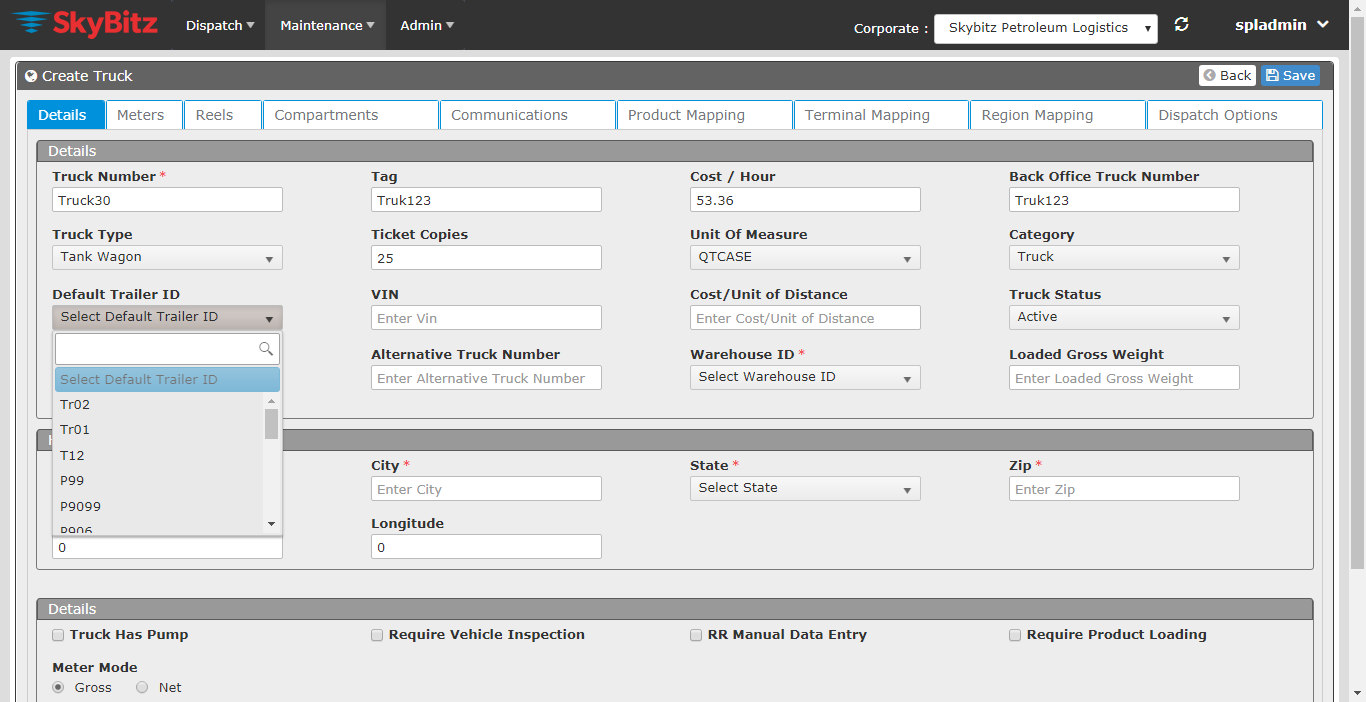 SkyBitz Dispatch Maintenance Admin Corporate : Skybitz Petroleum Logistics spladmin
Create Truck Back Save
Details Meters Reels Compartments Communications Product Mapping Terminal Mapping Region Mapping Dispatch Options
Details
Truck Number * Tag Cost / Hour Back Office Truck Number
Truck30 Truk123 53.36 Truk123
Truck Type Ticket Copies Unit Of Measure Category
Tank Wagon 25 QTCASE Truck
Default Trailer ID VIN Cost/Unit of Distance Truck Status
Select Default Trailer ID Enter Vin Enter Cost/Unit of Distance Active
Alternative Truck Number Warehouse ID * Loaded Gross Weight
Select Default Trailer ID Enter Alternative Truck Number Select Warehouse ID Enter Loaded Gross Weight
Tr02
Tr01
T12
P99
P9099
P906
City * State * Zip *
Enter City Select State Enter Zip
Longitude
0 0
Details
Truck Has Pump Require Vehicle Inspection RR Manual Data Entry Require Product Loading
Meter Mode
Gross Net